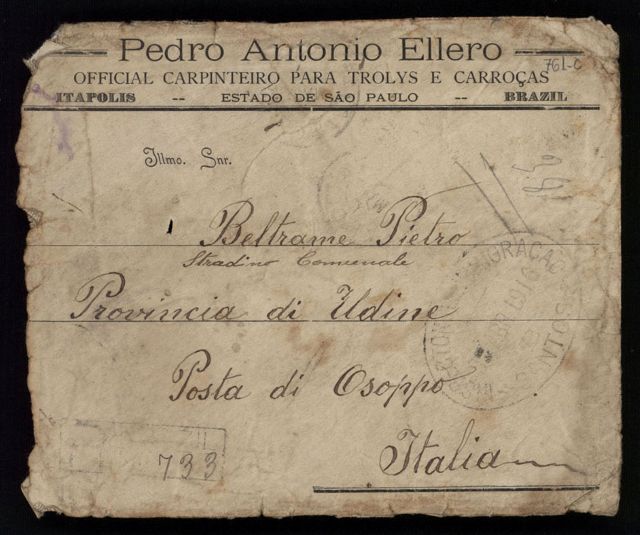 Pedro Antonio Ellero
761-C
OFFICIAL CARPINTEIRO PARA TROLYS E CARROÇAS
ITAPOLIS -- ESTADO DE SÃO PAULO -- BRAZIL
Illmo. Snr.
Beltrame Pietro
Stradino Comunale
Provincia di Udine
Posta di Osoppo
Italia
733